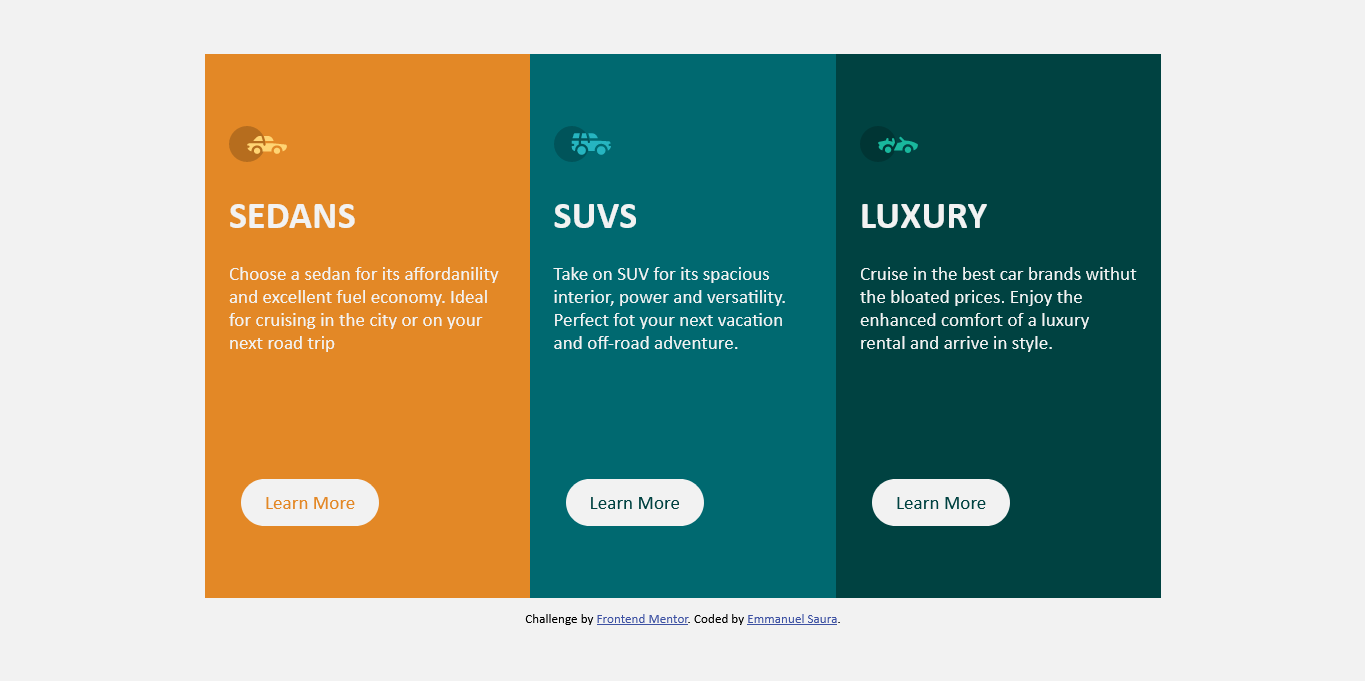 SEDANS
Choose a sedan for its affordanility
and excellent fuel economy. Ideal
for cruising in the city or on your
next road trip
Learn More
SUVS
Take on SUV for its spacious
interior, power and versatility.
Perfect fot your next vacation
and off-road adventure.
Learn More
LUXURY
Cruise in the best car brands withut
the bloated prices. Enjoy the
enhanced comfort of a luxury
rental and arrive in style.
Learn More
Challenge by Frontend Mentor. Coded by Emmanuel Saura.